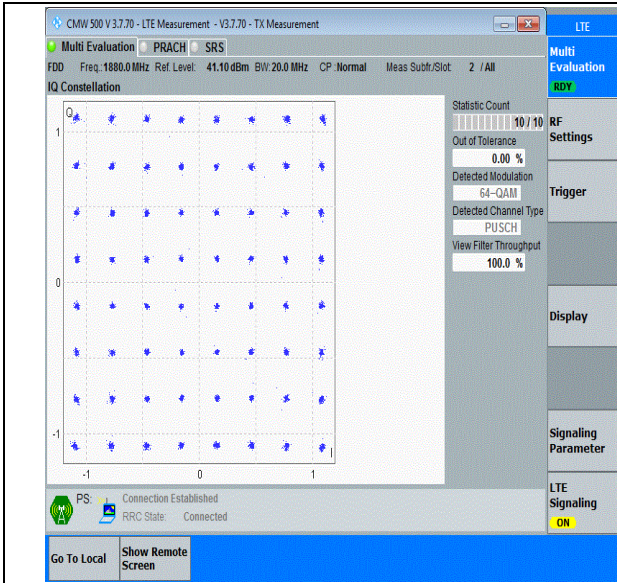 CMW 500 V 3.7.70 - LTE Measurement - V3.7.70 - TX Measurement
LTE
Multi Evaluation PRACH SRS
FDD Freq.:1880.0 MHz Ref. Level: 41.10 dBm BW:20.0 MHz CP :Normal Meas Subfr./Slot: 2 / All
IQ Constellation
Q
1
0
-1
-1 0 1
I
Statistic Count
10 / 10
Out of Tolerance
0.00 %
Detected Modulation
64-QAM
Detected Channel Type
PUSCH
View Filter Throughput
100.0 %
Multi
Evaluation
RDY
RF
Settings
Trigger
Display
Signaling
Parameter
LTE
Signaling
ON
PS: Connection Established
RRC State: Connected
Go To Local
Show Remote
Screen